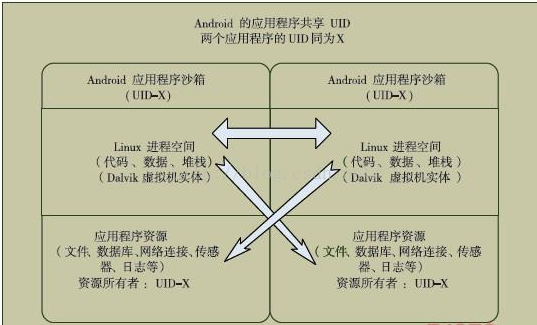 Android 的应用程序共享 UID
两个应用程序的UID同为X
Android 应用程序沙箱
(UID-X)
Linux 进程空间
(代码、数据、堆栈)
(Dalvik 虚拟机实体)
应用程序资源
(文件、数据库、网络连接、传感
器、日志等)
资源所有者: UID-X
Android 应用程序沙箱
(UID-X)
Linux 进程空间
(代码、数据、堆栈)
(Dalvik 虚拟机实体)
应用程序资源
(文件、数据库、网络连接、传感
器、日志等)
资源所有者: UID-X